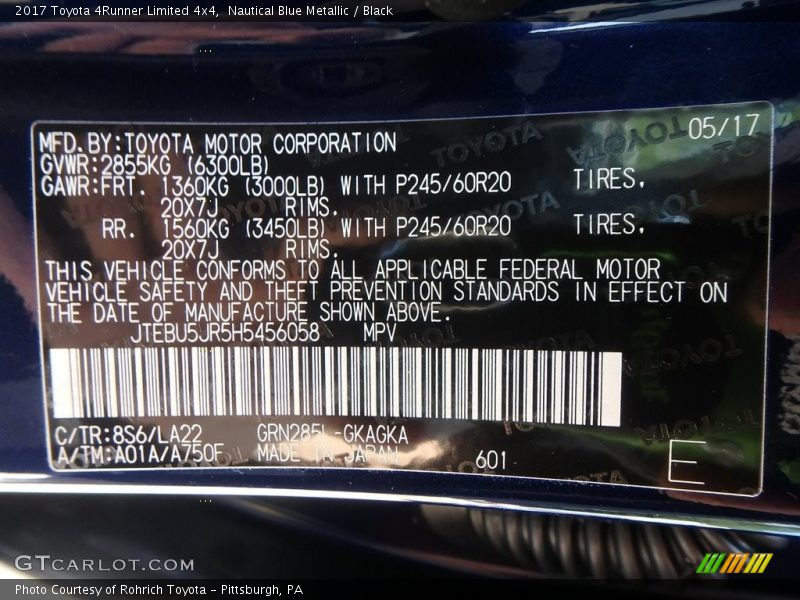 2017 Toyota 4Runner Limited 4x4, Nautical Blue Metallic / Black
05/17
MFD.BY:TOYOTA MOTOR CORPORATION
GVWR:2855KG (6300LB)
GAWR:FRT. 1360KG (3000LB) WITH P245/60R20 TIRES,
20X7J RIMS.
RR. 1560KG (3450LB) WITH P245/60R20 TIRES,
20X7J RIMS.
THIS VEHICLE CONFORMS TO ALL APPLICABLE FEDERAL MOTOR
VEHICLE SAFETY AND THEFT PREVENTION STANDARDS IN EFFECT ON
THE DATE OF MANUFACTURE SHOWN ABOVE.
JTEBU5JR5H5456058 MPV
C/TR:8S6/LA22 GRN285L-GKAGKA
A/TM:A01A/A750F MADE IN JAPAN 601
E
GTCARLOT.COM
Photo Courtesy of Rohrich Toyota - Pittsburgh, PA